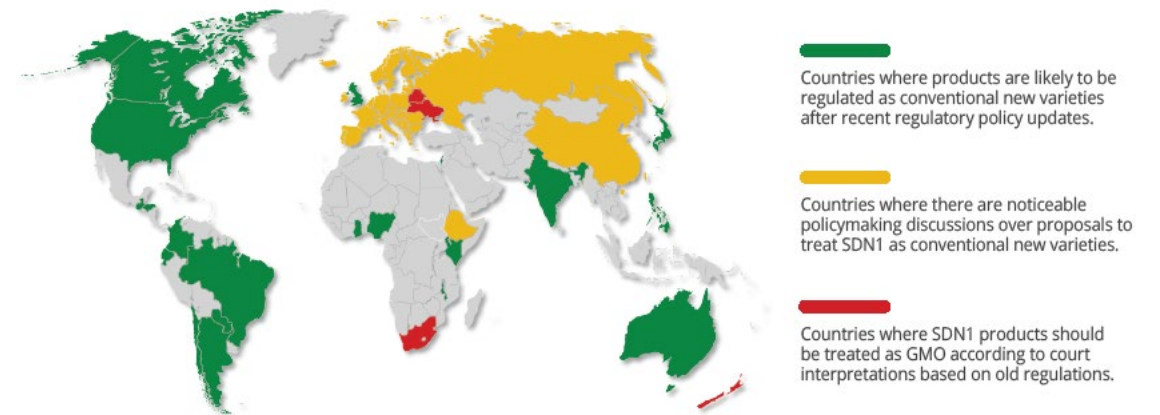 Countries where products are likely to be
regulated as conventional new varieties
after recent regulatory policy updates.
Countries where there are noticeable
policymaking discussions over proposals to
treat SDN1 as conventional new varieties.
Countries where SDN1 products should
be treated as GMO according to court
interpretations based on old regulations.